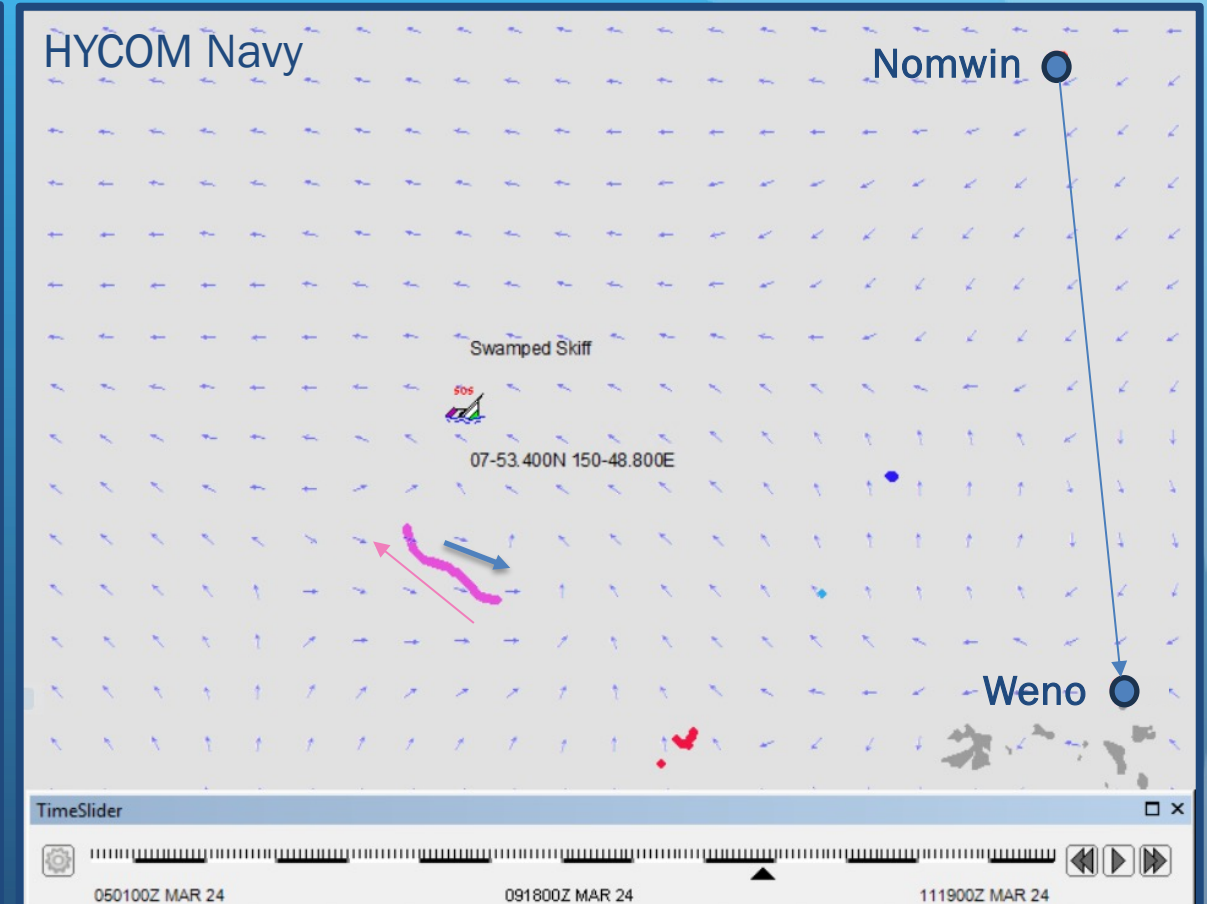 HYCOM Navy
Nomwin
Swamped Skiff
SOS
07-53.400N 150-48.800E
Weno
TimeSlider
050100Z MAR 24 091800Z MAR 24 111900Z MAR 24